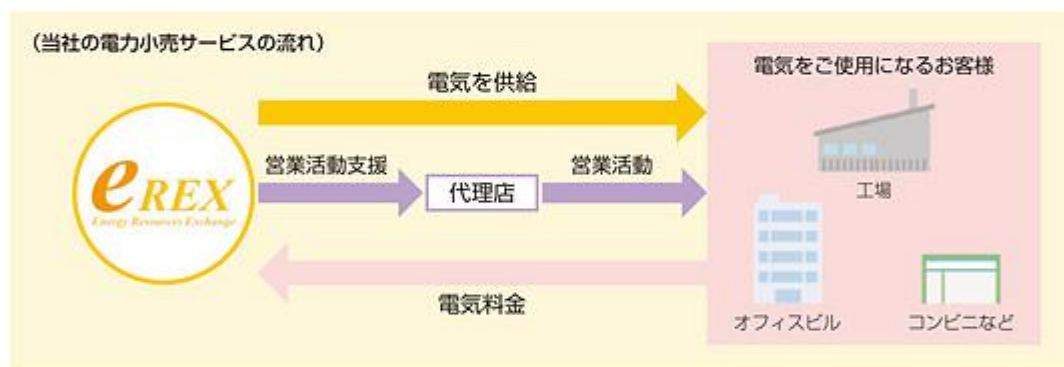 （当社の電力小売サービスの流れ）
電気をご使用になるお客様
電気を供給
営業活動支援
営業活動
eREX
Energy Resources Exchange
代理店
工場
電気料金
オフィスビル
コンビニなど